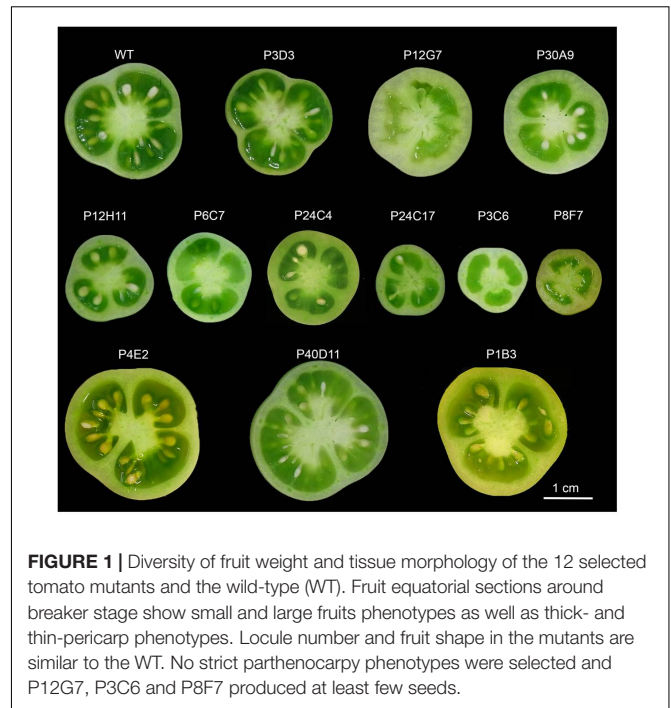 WT P3D3 P12G7 P30A9
P12H11 P6C7 P24C4 P24C17 P3C6 P8F7
P4E2 P40D11 P1B3
1 cm
FIGURE 1 | Diversity of fruit weight and tissue morphology of the 12 selected
tomato mutants and the wild-type (WT). Fruit equatorial sections around
breaker stage show small and large fruits phenotypes as well as thick- and
thin-pericarp phenotypes. Locule number and fruit shape in the mutants are
similar to the WT. No strict parthenocarpy phenotypes were selected and
P12G7, P3C6 and P8F7 produced at least few seeds.